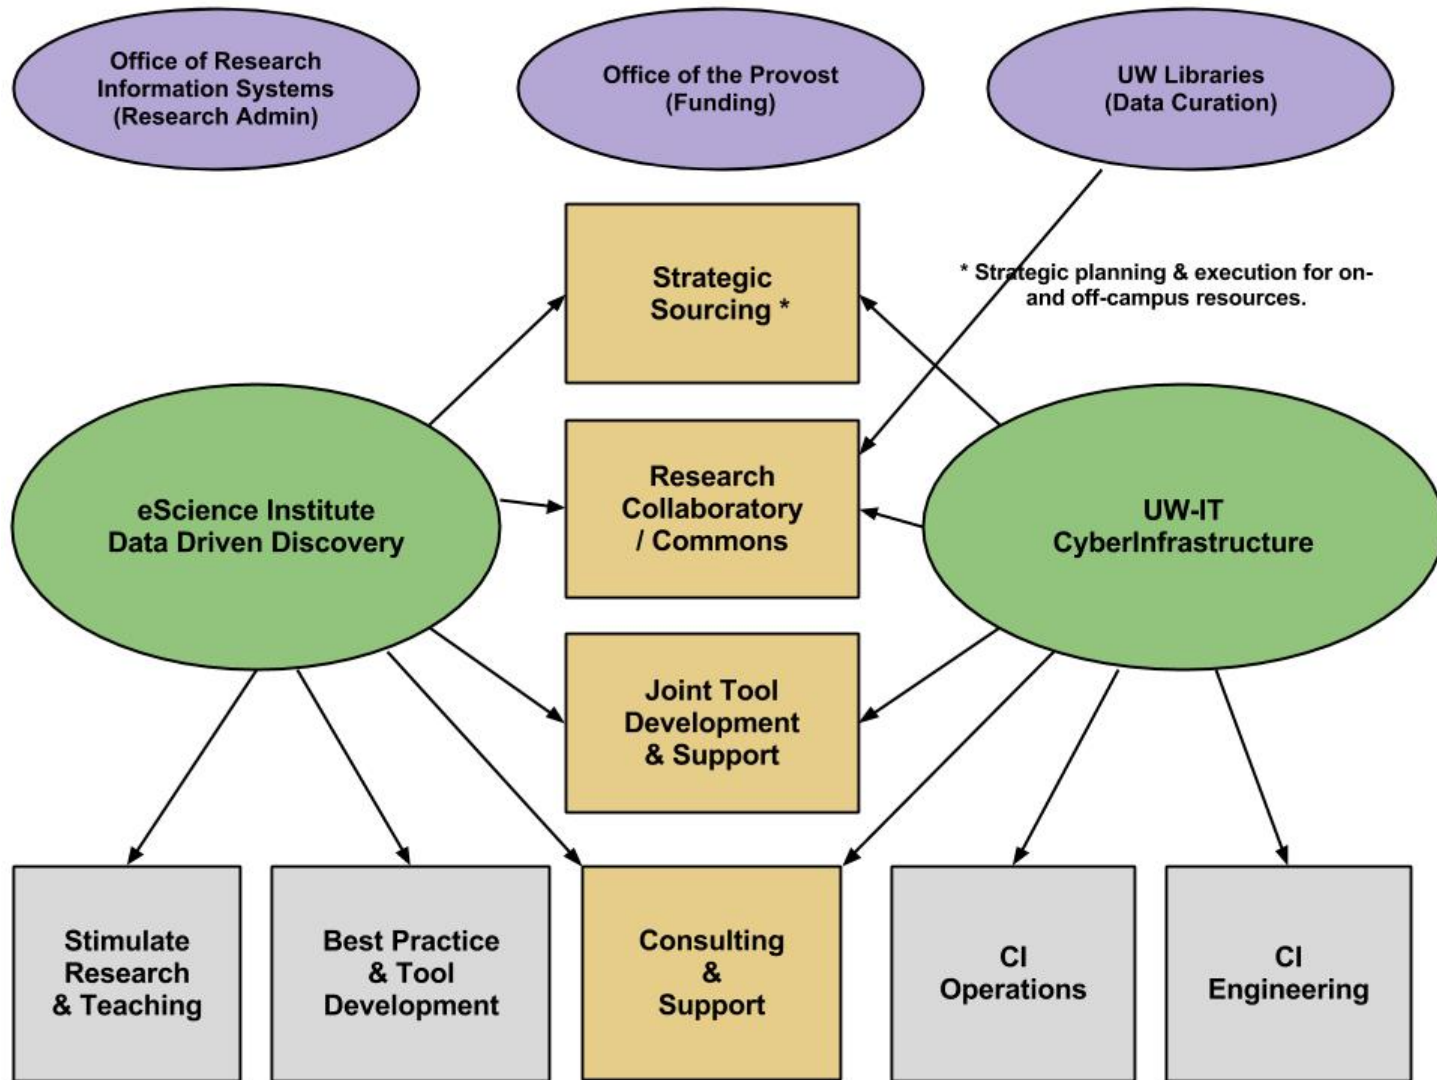 Office of Research
Information Systems
(Research Admin)
Office of the Provost
(Funding)
UW Libraries
(Data Curation)
Strategic
Sourcing *
* Strategic planning & execution for on-
and off-campus resources.
eScience Institute
Data Driven Discovery
Research
Collaboratory
/ Commons
UW-IT
CyberInfrastructure
Joint Tool
Development
& Support
Stimulate
Research
& Teaching
Best Practice
& Tool
Development
Consulting
&
Support
CI
Operations
CI
Engineering